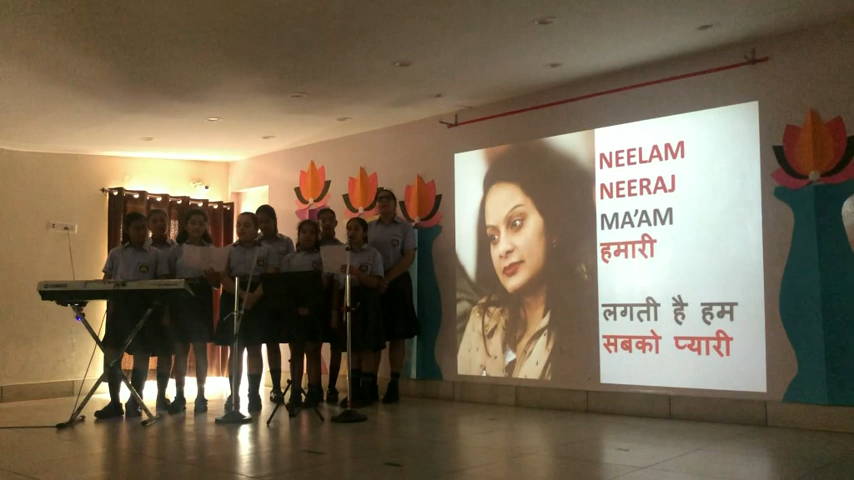 NEELAM
NEERAJ
MA'AM
हमारी
लगती है हम
सबको प्यारी